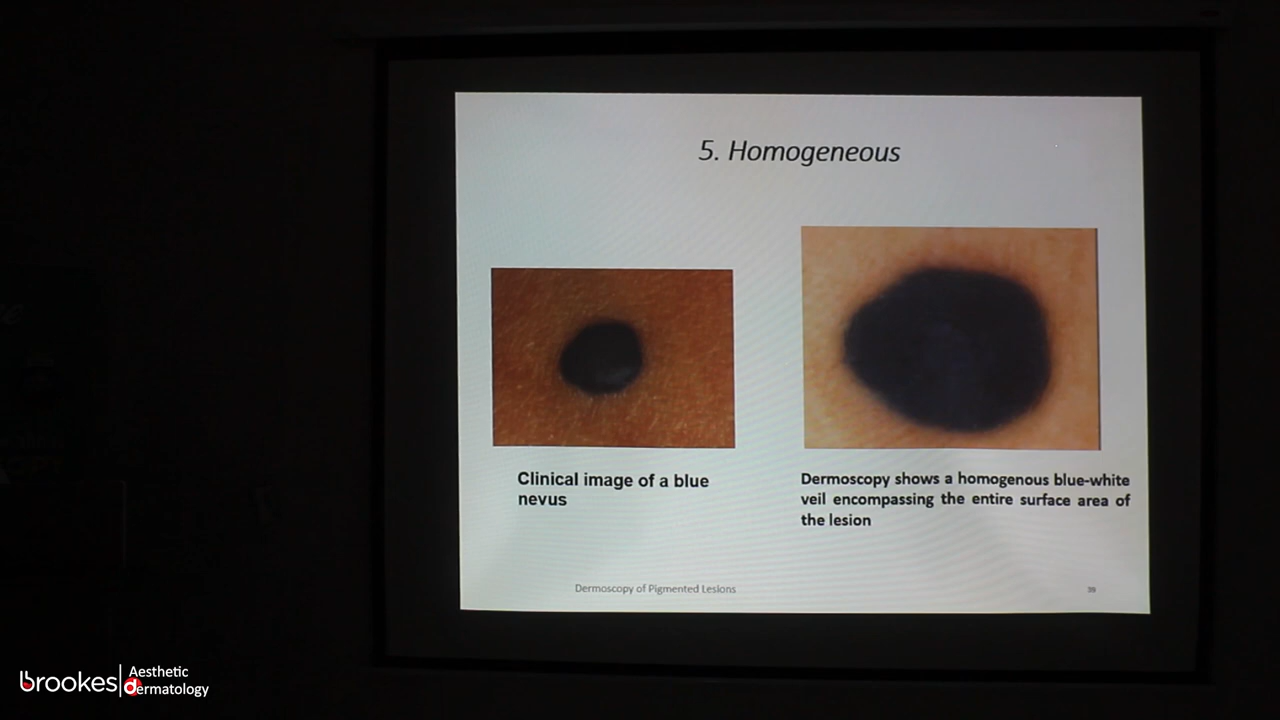 5. Homogeneous
Clinical image of a blue
nevus
Dermoscopy shows a homogenous blue-white
veil encompassing the entire surface area of
the lesion
Dermoscopy of Pigmented Lesions
brookes
Aesthetic
dermatology